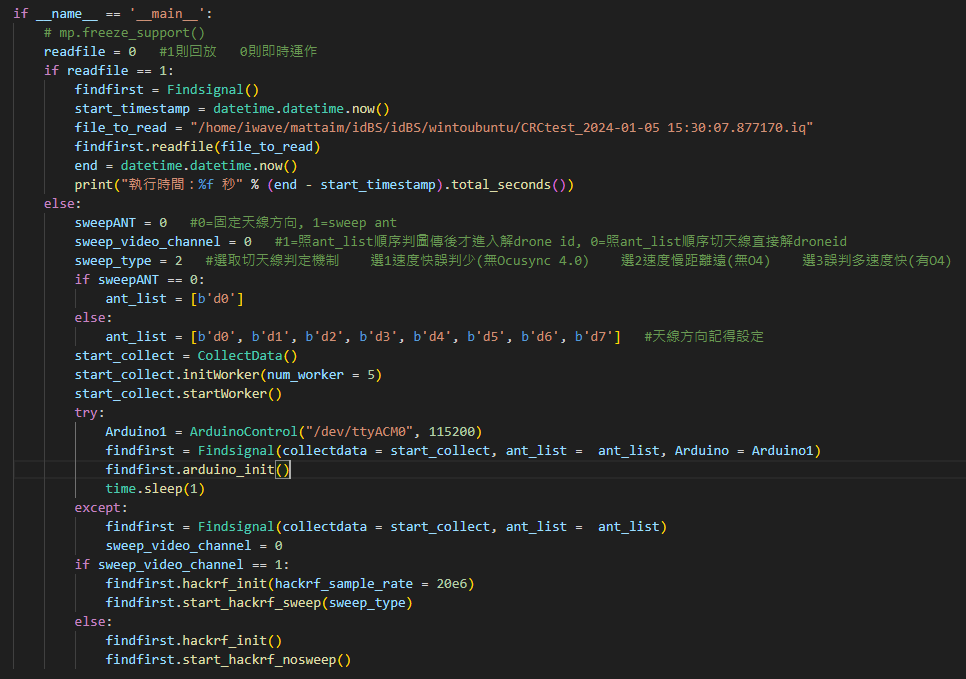 if __name__ == '__main__':
    # mp.freeze_support()
    readfile = 0   #1則回放   0則即時運作
    if readfile == 1:
        findfirst = Findsignal()
        start_timestamp = datetime.datetime.now()
        file_to_read = "/home/iwave/mattaim/idBS/idBS/wintoubuntu/CRCtest_2024-01-05 15:30:07.877170.iq"
        findfirst.readfile(file_to_read)
        end = datetime.datetime.now()
        print("執行時間：%f 秒" % (end - start_timestamp).total_seconds())
    else:
        sweepANT = 0   #0=固定天線方向, 1=sweep ant
        sweep_video_channel = 0   #1=照ant_list順序判圖傳後才進入解drone id, 0=照ant_list順序切天線直接解droneid
        sweep_type = 2   #選取切天線判定機制    選1速度快誤判少(無Ocusync 4.0)    選2速度慢距離遠(無O4)    選3誤判多速度快(有O4)
        if sweepANT == 0:
            ant_list = [b'd0']
        else:
            ant_list = [b'd0', b'd1', b'd2', b'd3', b'd4', b'd5', b'd6', b'd7']   #天線方向記得設定
        start_collect = CollectData()
        start_collect.initWorker(num_worker = 5)
        start_collect.startWorker()
        try:
            Arduino1 = ArduinoControl("/dev/ttyACM0", 115200)
            findfirst = Findsignal(collectdata = start_collect, ant_list =  ant_list, Arduino = Arduino1)
            findfirst.arduino_init()
            time.sleep(1)
        except:
            findfirst = Findsignal(collectdata = start_collect, ant_list =  ant_list)
            sweep_video_channel = 0
        if sweep_video_channel == 1:
            findfirst.hackrf_init(hackrf_sample_rate = 20e6)
            findfirst.start_hackrf_sweep(sweep_type)
        else:
            findfirst.hackrf_init()
            findfirst.start_hackrf_nosweep()